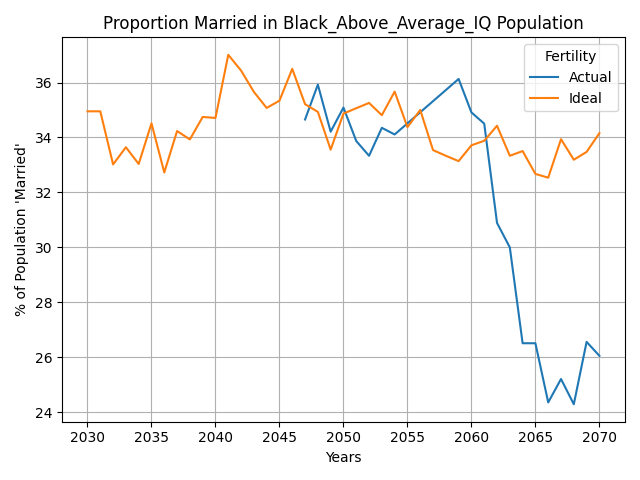 Proportion Married in Black_Above_Average_IQ Population
Fertility
Actual
Ideal
% of Population 'Married'
36
34
32
30
28
26
24
2030 2035 2040 2045 2050 2055 2060 2065 2070
Years